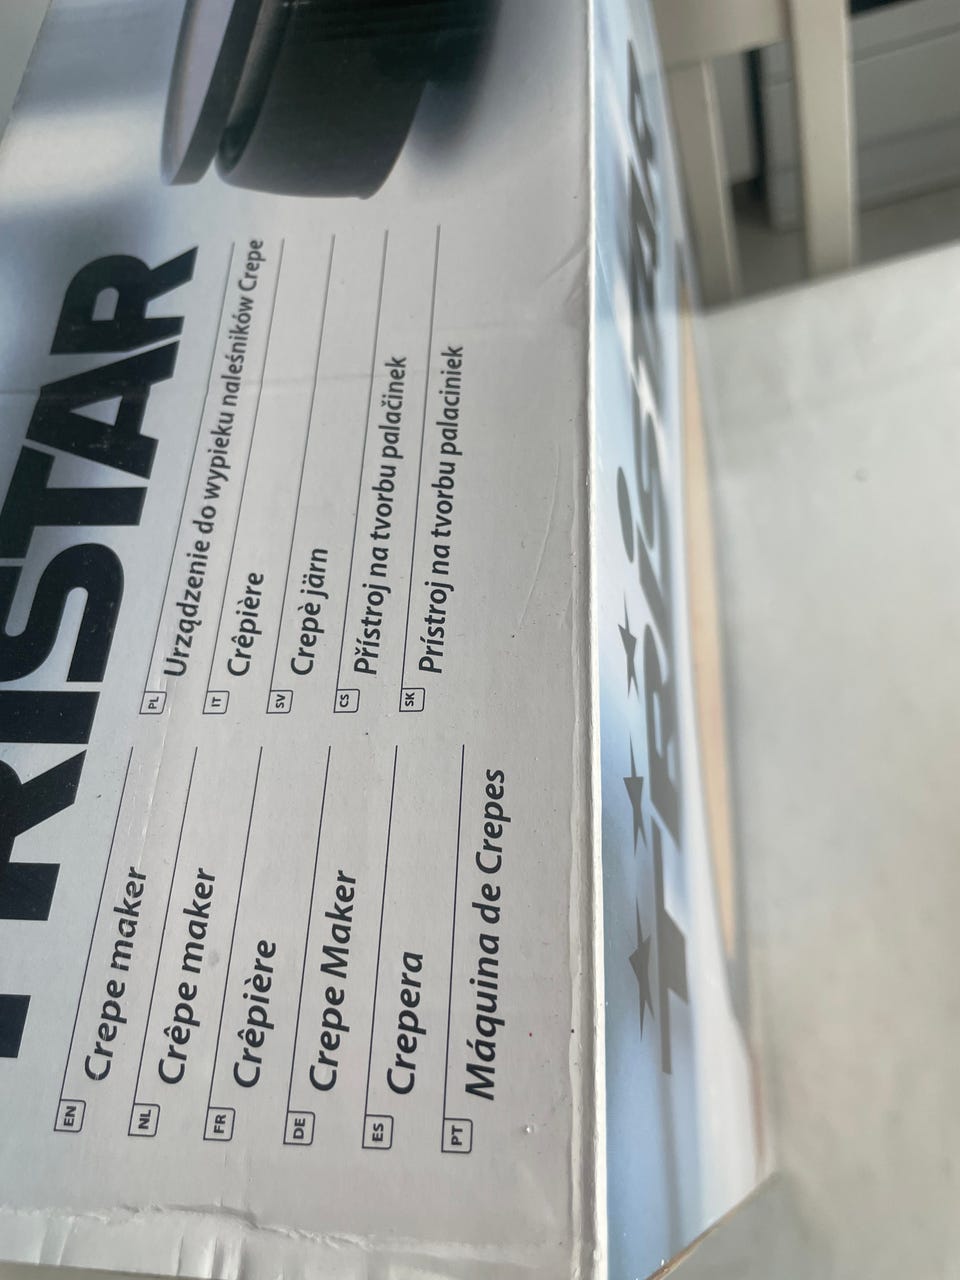 TRISTAR
EN
Crepe maker
NL
Crêpe maker
FR
Crêpière
DE
Crepe Maker
ES
Crepera
PT
Máquina de Crepes
PL
Urządzenie do wypieku naleśników Crepe
IT
Crêpière
SV
Crepè järn
CS
Přístroj na tvorbu palačinek
SK
Prístroj na tvorbu palaciniek
TRISTAR